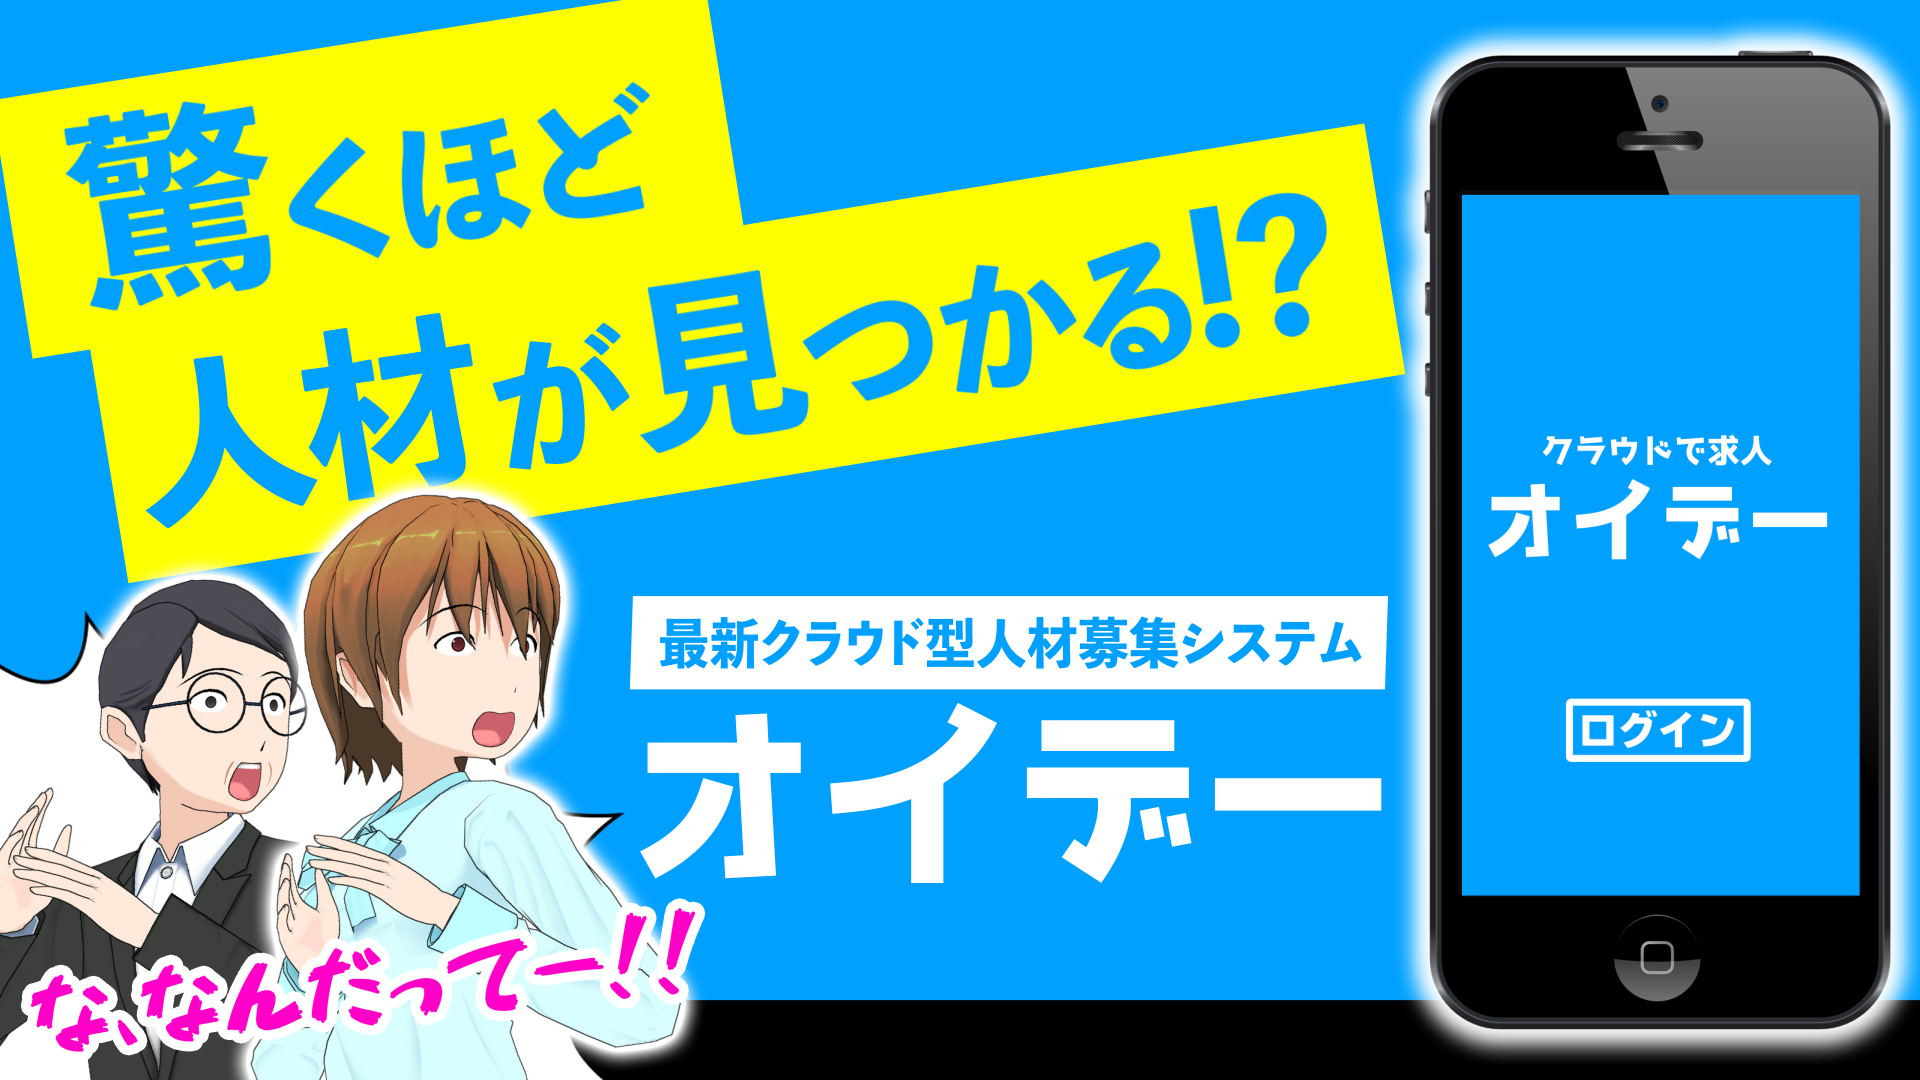 驚くほど
人材が見つかる!?
最新クラウド型人材募集システム
オイデー
な、なんだってー!!
クラウドで求人
オイデー
ログイン